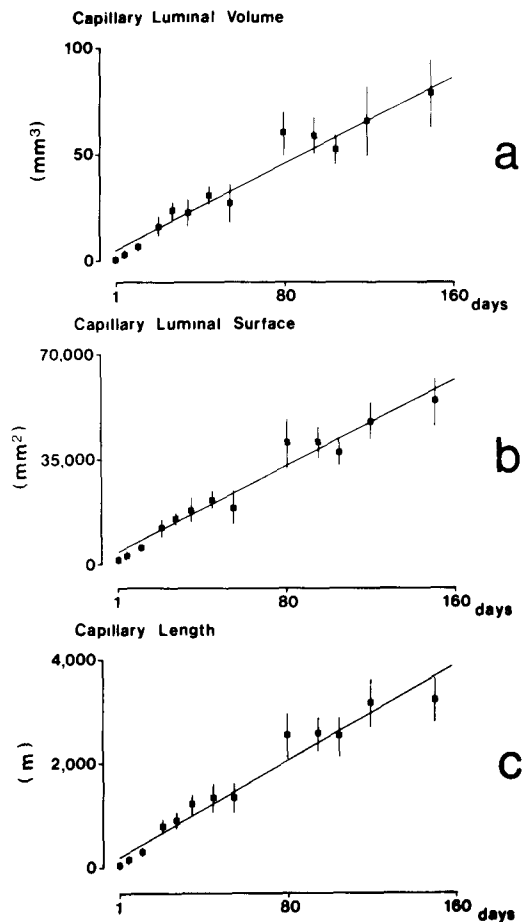 Capillary Luminal Volume
100
50
0
(mm³)
a
1 80 160 days
Capillary Luminal Surface
70,000
35,000
0
(mm²)
b
1 80 160 days
Capillary Length
4,000
2,000
0
(m)
c
1 80 160 days